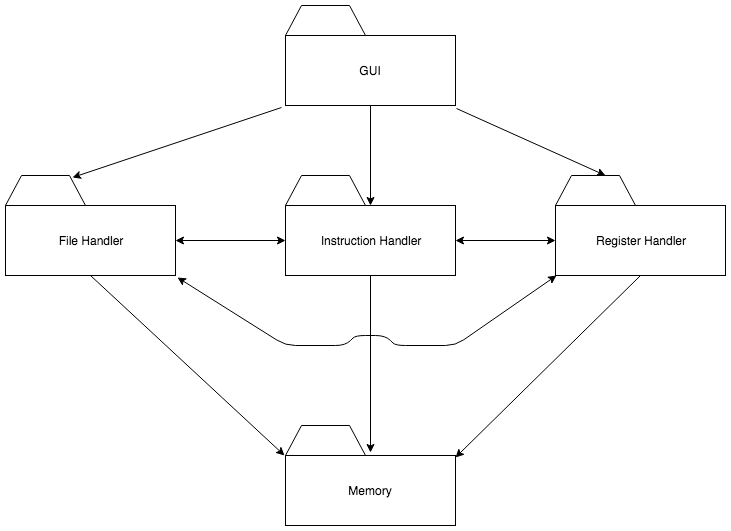 GUI
File Handler
Instruction Handler
Register Handler
Memory